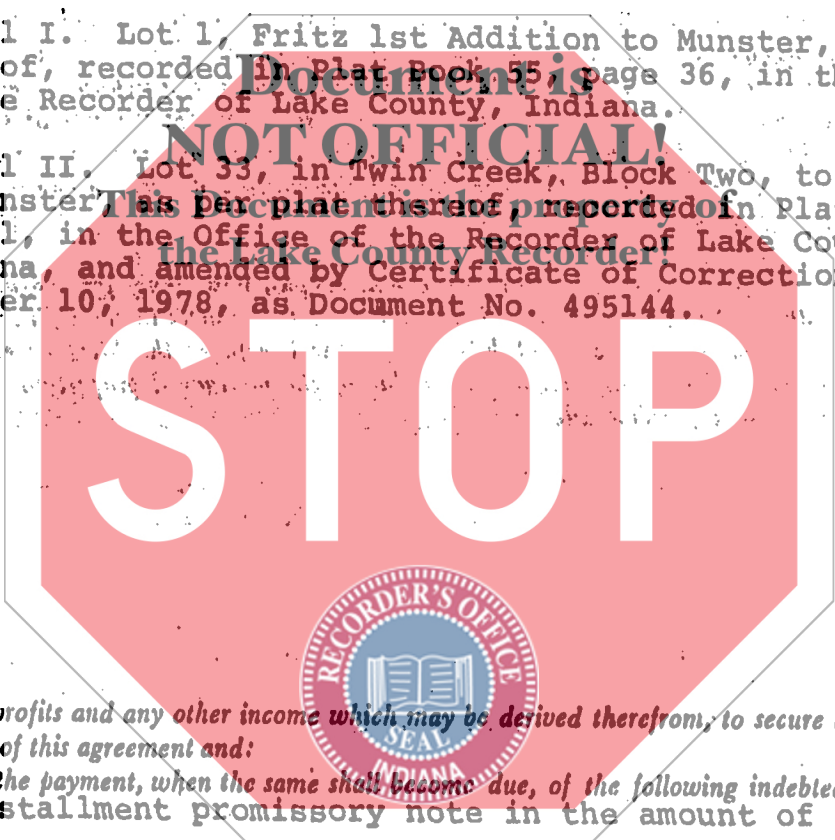 l I. Lot 1, Fritz 1st Addition to Munster,
of, recorded in Plat Book 55, page 36, in th
e Recorder of Lake County, Indiana.
Document is
NOT OFFICIAL!
This Document is the property of
the Lake County Recorder!
l II. Lot 33, in Twin Creek, Block Two, to
nster, as per plat thereof, recorded in Pla
l, in the Office of the Recorder of Lake Co
na, and amended by Certificate of Correctio
er 10, 1978, as Document No. 495144.
STOP
RECORDER'S OFFICE
SEAL
INDIANA
rofits and any other income which may be derived therefrom, to secure
of this agreement and:
he payment, when the same shall become due, of the following indebted
stallment promissory note in the amount of